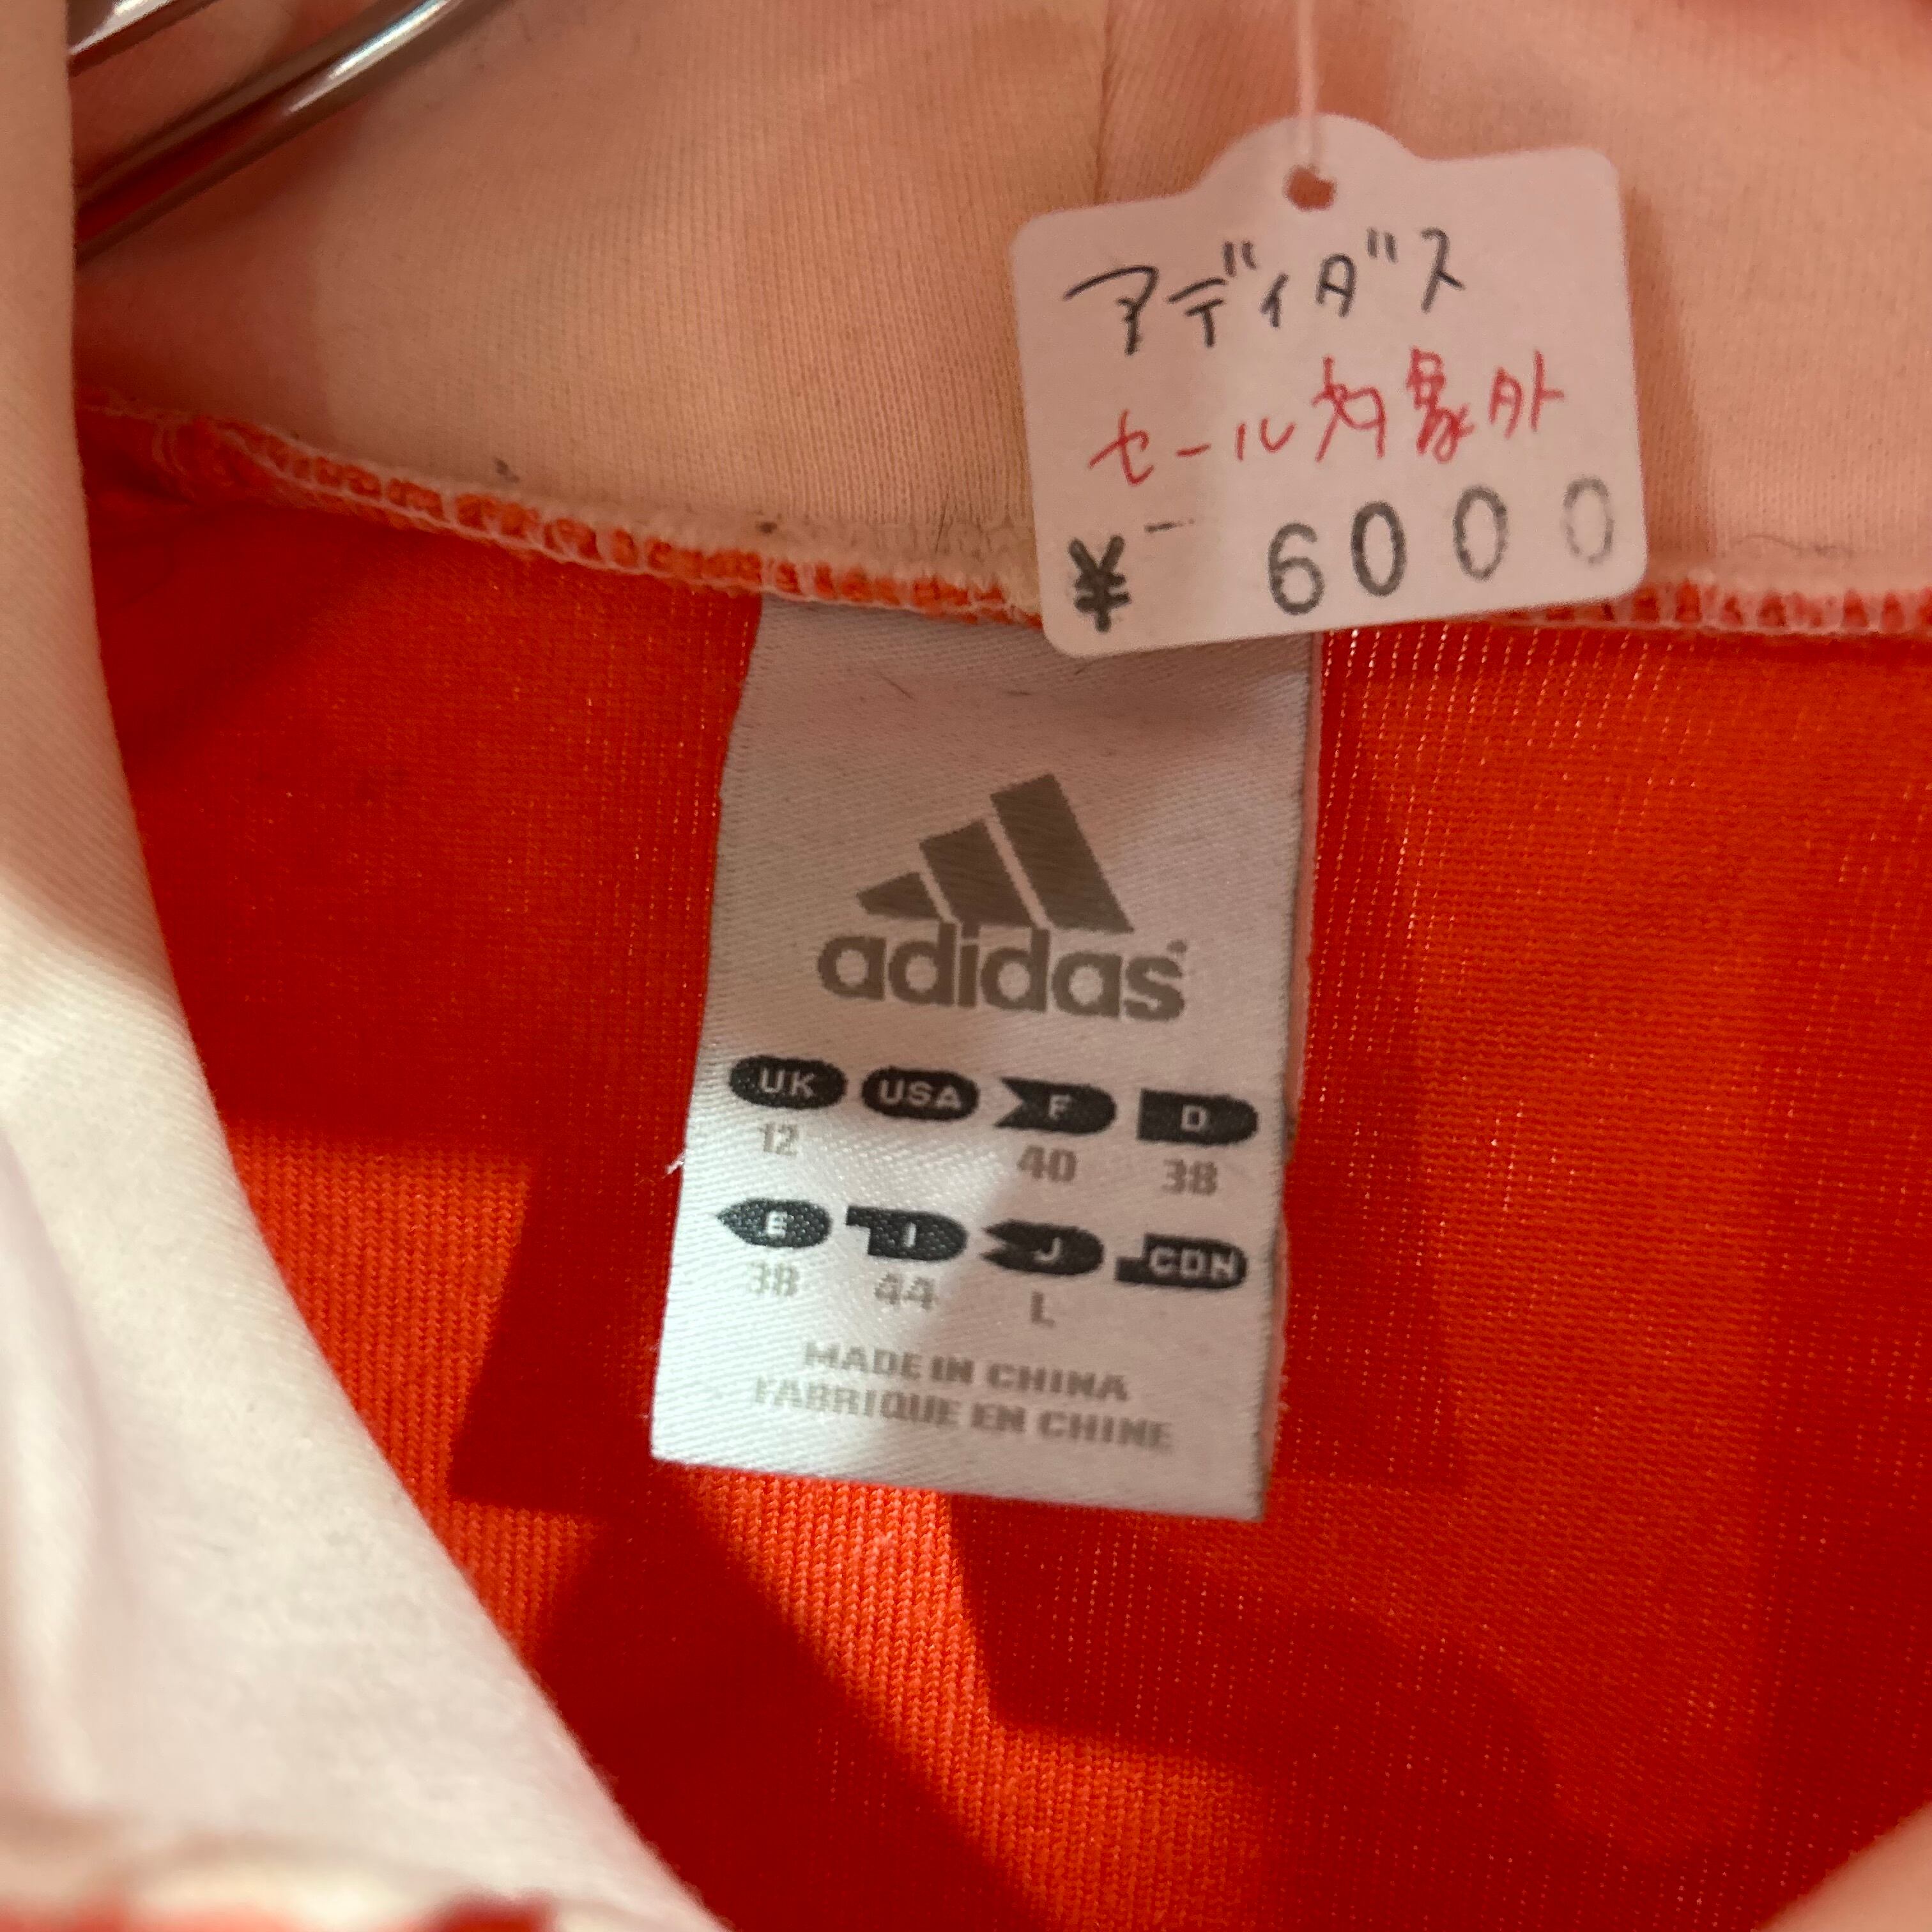 アディダス
セール対象外
¥ 6000
adidas
UK USA F D
12 40 38
E I J CDN
38 44 L
MADE IN CHINA
FABRIQUE EN CHINE